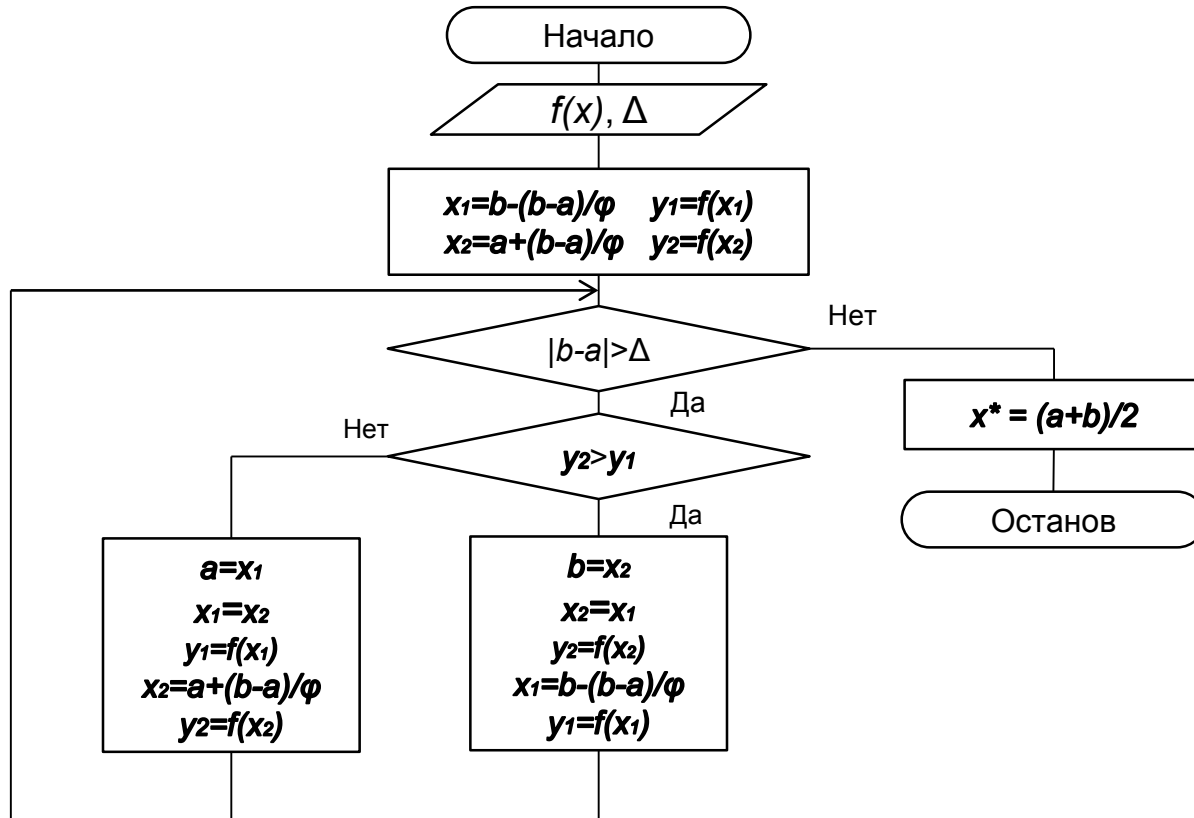 Начало
f(x), Δ
x₁=b-(b-a)/φ y₁=f(x₁)
x₂=a+(b-a)/φ y₂=f(x₂)
|b-a|>Δ
Нет
Да
x* = (a+b)/2
Останов
y₂>y₁
Нет
Да
a=x₁
x₁=x₂
y₁=f(x₁)
x₂=a+(b-a)/φ
y₂=f(x₂)
b=x₂
x₂=x₁
y₂=f(x₂)
x₁=b-(b-a)/φ
y₁=f(x₁)